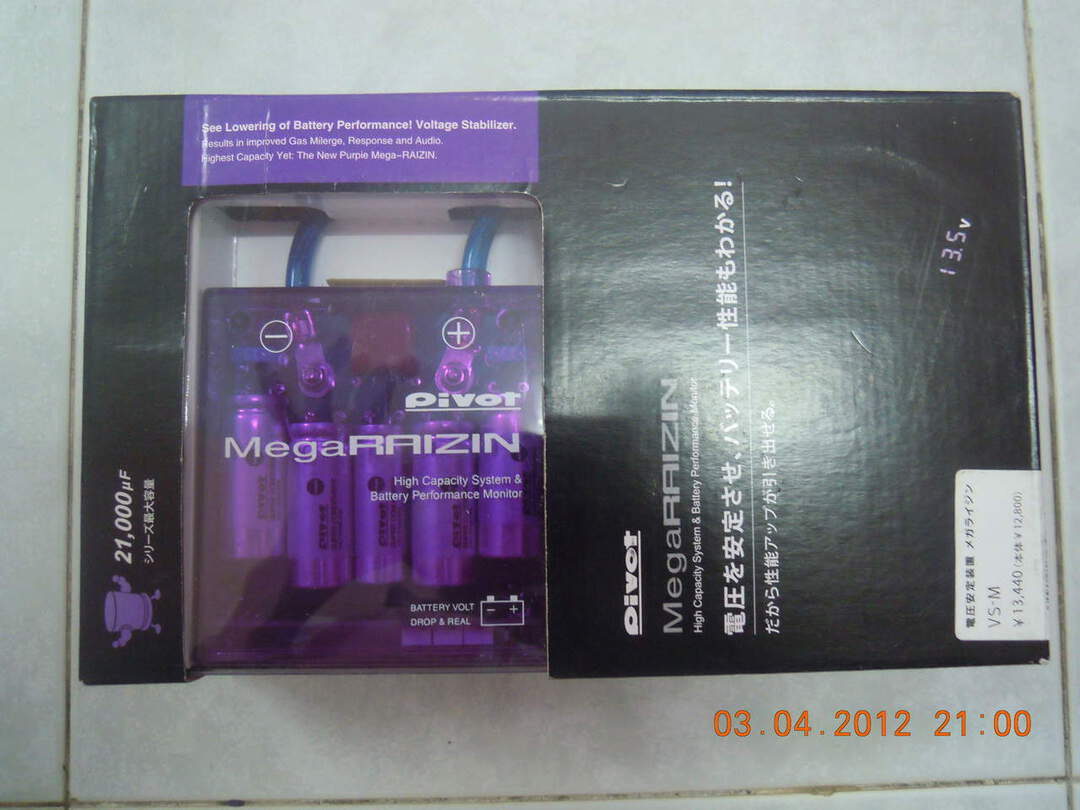 See Lowering of Battery Performance! Voltage Stabilizer.
Results in improved Gas Milerge, Response and Audio.
Highest Capacity Yet: The New Purple Mega-RAIZIN.
−
+
Pivot
MegaRAIZIN
High Capacity System &
Battery Performance Monitor
BATTERY VOLT
DROP & REAL
− +
21,000μF
シリーズ最大容量
13.5V
Pivot
MegaRAIZIN
High Capacity System & Battery Performance Monitor
電圧を安定させ、バッテリー性能もわかる!
だから性能アップが引き出せる。
電圧安定装置 メガライジン
VS-M
¥13,440(本体¥12,800)
03.04.2012 21:00